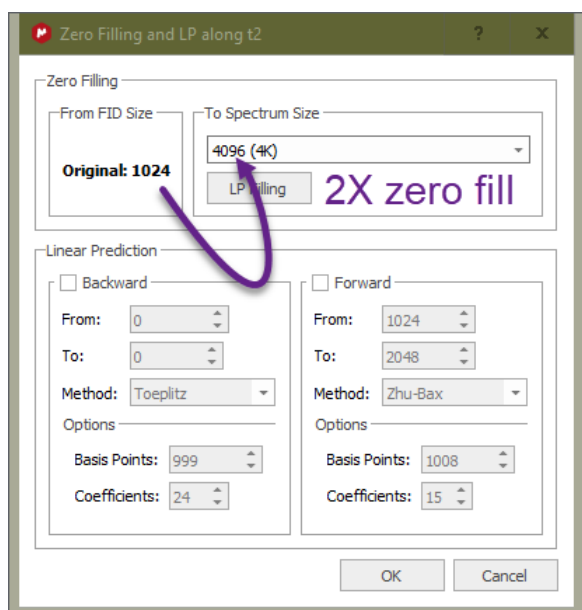 Zero Filling and LP along t2 ? X
Zero Filling
From FID Size
Original: 1024
To Spectrum Size
4096 (4K)
LP Filling
2X zero fill
Linear Prediction
Backward
From: 0
To: 0
Method: Toeplitz
Options
Basis Points: 999
Coefficients: 24
Forward
From: 1024
To: 2048
Method: Zhu-Bax
Options
Basis Points: 1008
Coefficients: 15
OK Cancel